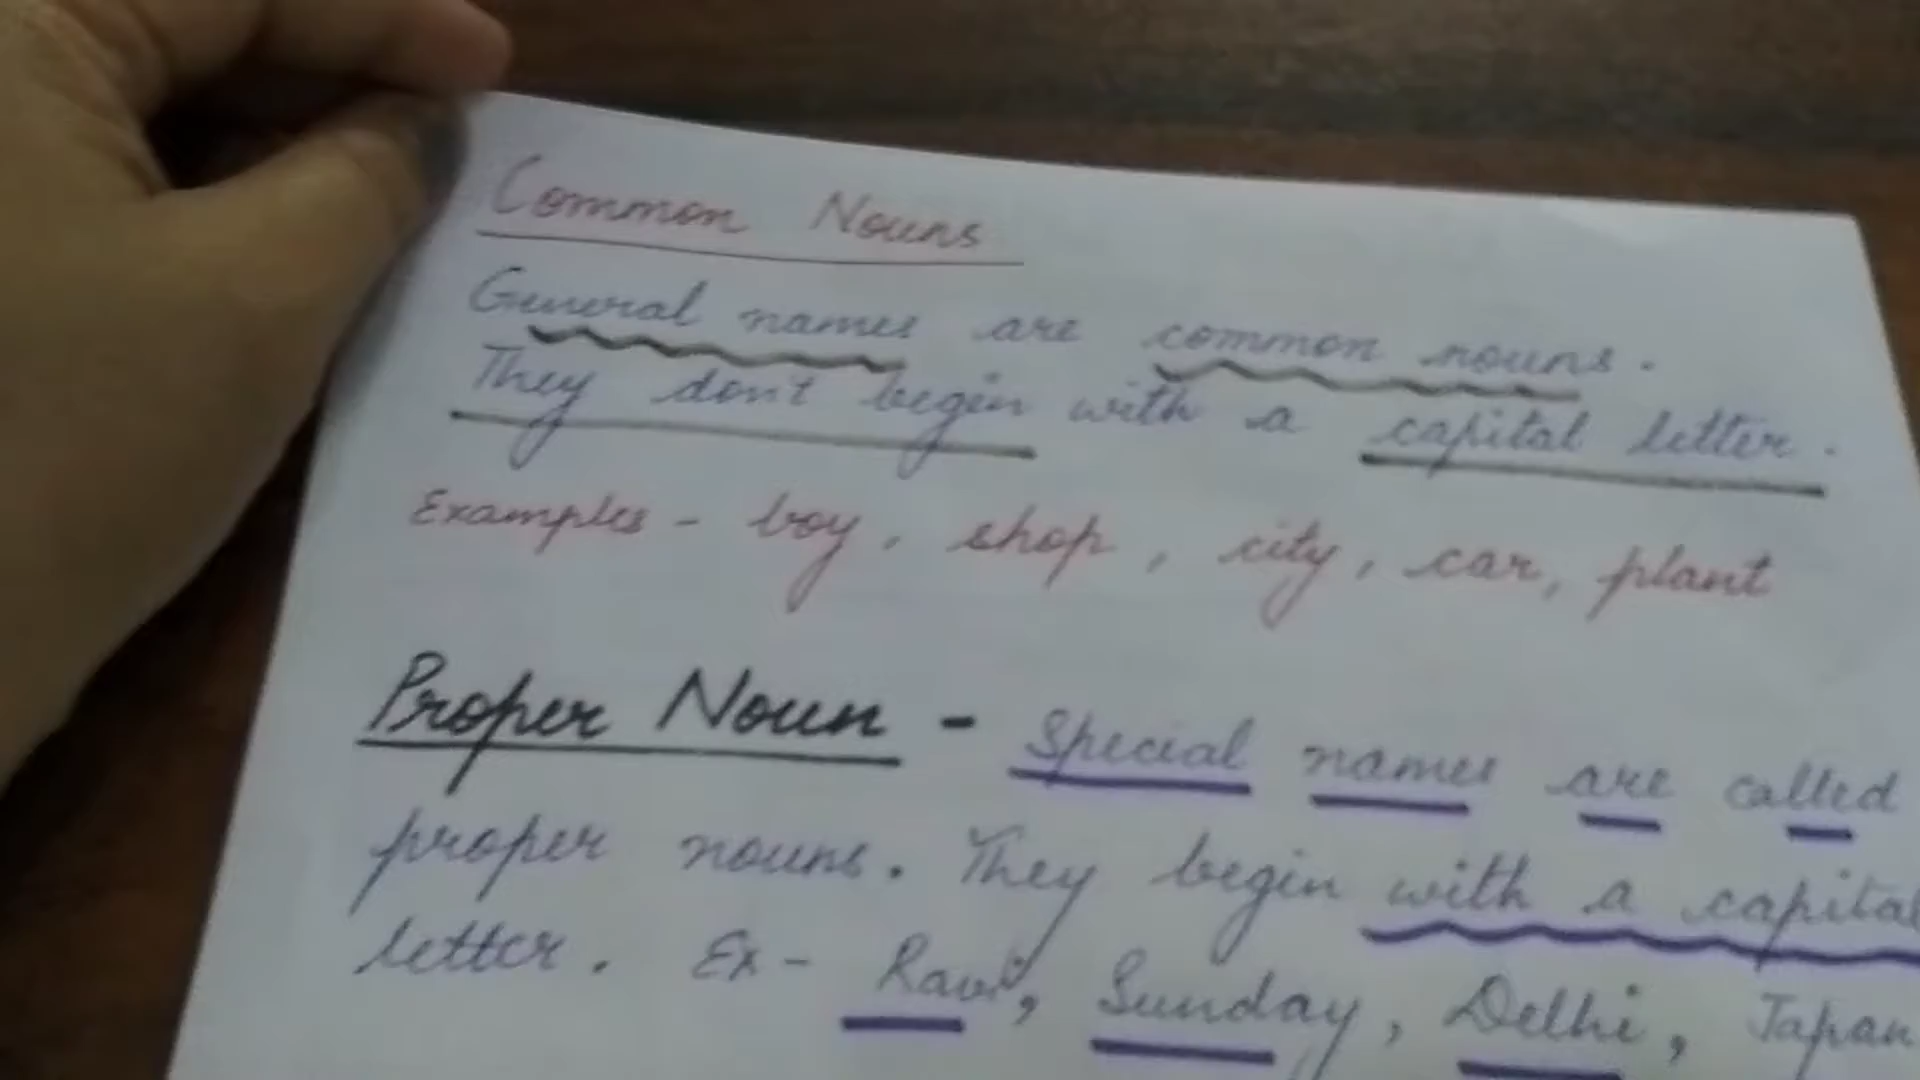 Common Nouns
General names are common nouns.
They don't begin with a capital letter.
Examples - boy, shop, city, car, plant
Proper Noun - Special names are called
proper nouns. They begin with a capital
letter. Ex- Ravi, Sunday, Delhi, Japan